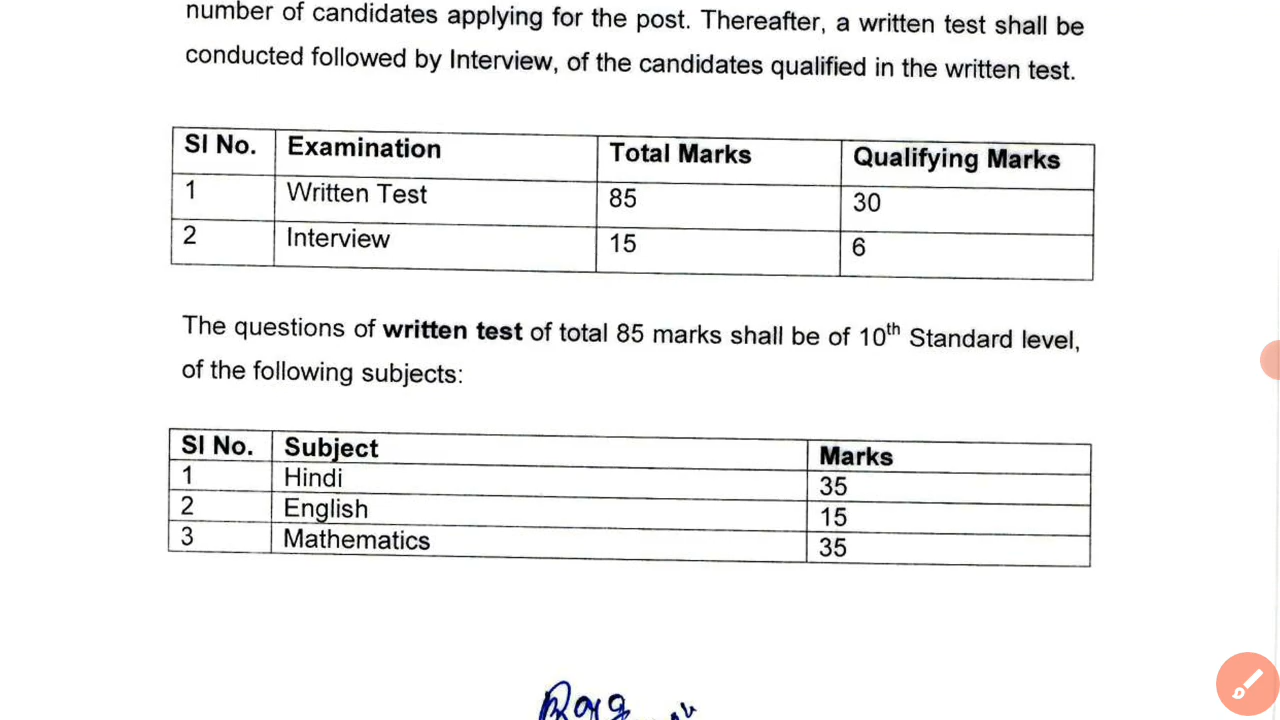 number of candidates applying for the post. Thereafter, a written test shall be
conducted followed by Interview, of the candidates qualified in the written test.
SI No. Examination Total Marks Qualifying Marks
1 Written Test 85 30
2 Interview 15 6
The questions of written test of total 85 marks shall be of 10th Standard level,
of the following subjects:
SI No. Subject Marks
1 Hindi 35
2 English 15
3 Mathematics 35